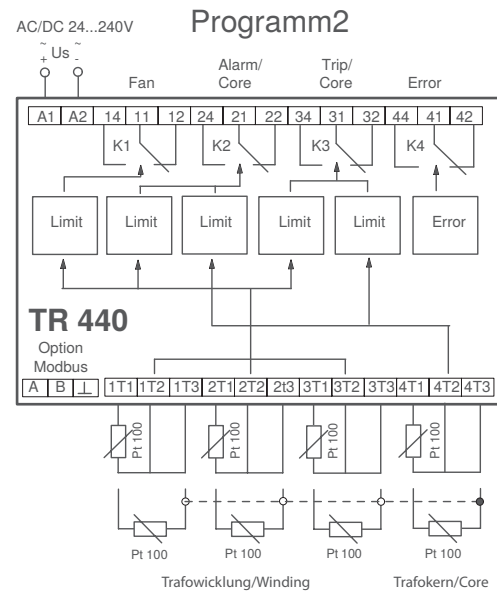 Programm2
AC/DC 24...240V
~ Us ~
+ -
Fan
Alarm/
Core
Trip/
Core
Error
A1 A2 14 11 12 24 21 22 34 31 32 44 41 42
K1 K2 K3 K4
Limit Limit Limit Limit Limit Error
TR 440
Option
Modbus
A B ⊥ 1T1 1T2 1T3 2T1 2T2 2t3 3T1 3T2 3T3 4T1 4T2 4T3
Pt 100 Pt 100 Pt 100 Pt 100
Pt 100 Pt 100 Pt 100 Pt 100
Trafowicklung/Winding Trafokern/Core